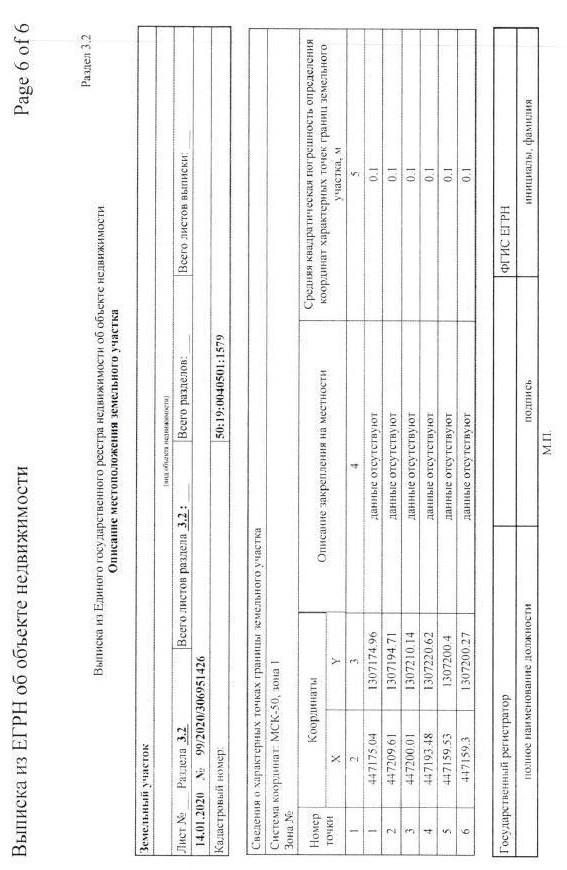 Выписка из ЕГРН об объекте недвижимости Page 6 of 6
Раздел 3.2
Выписка из Единого государственного реестра недвижимости об объекте недвижимости
Описание местоположения земельного участка
Земельный участок
(вид объекта недвижимости)
Лист № ___ Раздела 3.2 Всего листов раздела 3.2 : ___ Всего разделов: ___ Всего листов выписки: ___
14.01.2020 № 99/2020/306951426
Кадастровый номер: 50:19:0040501:1579
Сведения о характерных точках границы земельного участка
Система координат: МСК-50, зона 1
Зона №
Номер точки Координаты Описание закрепления на местности Средняя квадратическая погрешность определения координат характерных точек границ земельного участка, м
X Y
1 2 3 4 5
1 447175.04 1307174.96 данные отсутствуют 0.1
2 447209.61 1307194.71 данные отсутствуют 0.1
3 447200.01 1307210.14 данные отсутствуют 0.1
4 447193.48 1307220.62 данные отсутствуют 0.1
5 447159.53 1307200.4 данные отсутствуют 0.1
6 447159.3 1307200.27 данные отсутствуют 0.1
Государственный регистратор ФГИС ЕГРН
полное наименование должности подпись инициалы, фамилия
М.П.